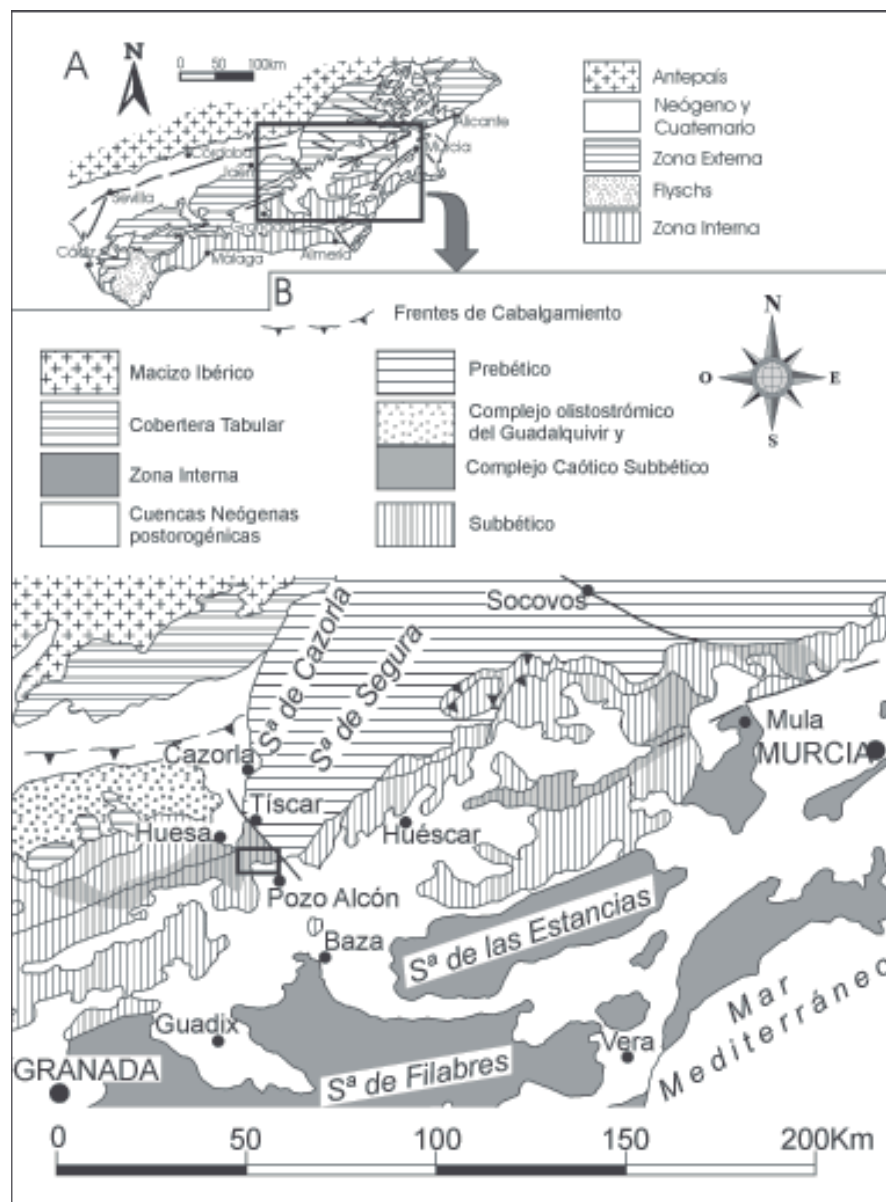 A
N
0 50 100km
Alicante
Murcia
Córdoba
Jaén
Sevilla
Granada
Cádiz
Málaga
Almería
Antepaís
Neógeno y
Cuaternario
Zona Externa
Flyschs
Zona Interna
B
Frentes de Cabalgamiento
Macizo Ibérico
Cobertera Tabular
Zona Interna
Cuencas Neógenas
postorogénicas
Prebético
Complejo olistostrómico
del Guadalquivir y
Complejo Caótico Subbético
Subbético
N
O
E
S
Socovos
Sª de Cazorla
Sª de Segura
Cazorla
Mula
MURCIA
Tíscar
Huesa
Huéscar
Pozo Alcón
Baza
Sª de las Estancias
Guadix
Vera
Mar
Mediterráneo
GRANADA
Sª de Filabres
0 50 100 150 200Km